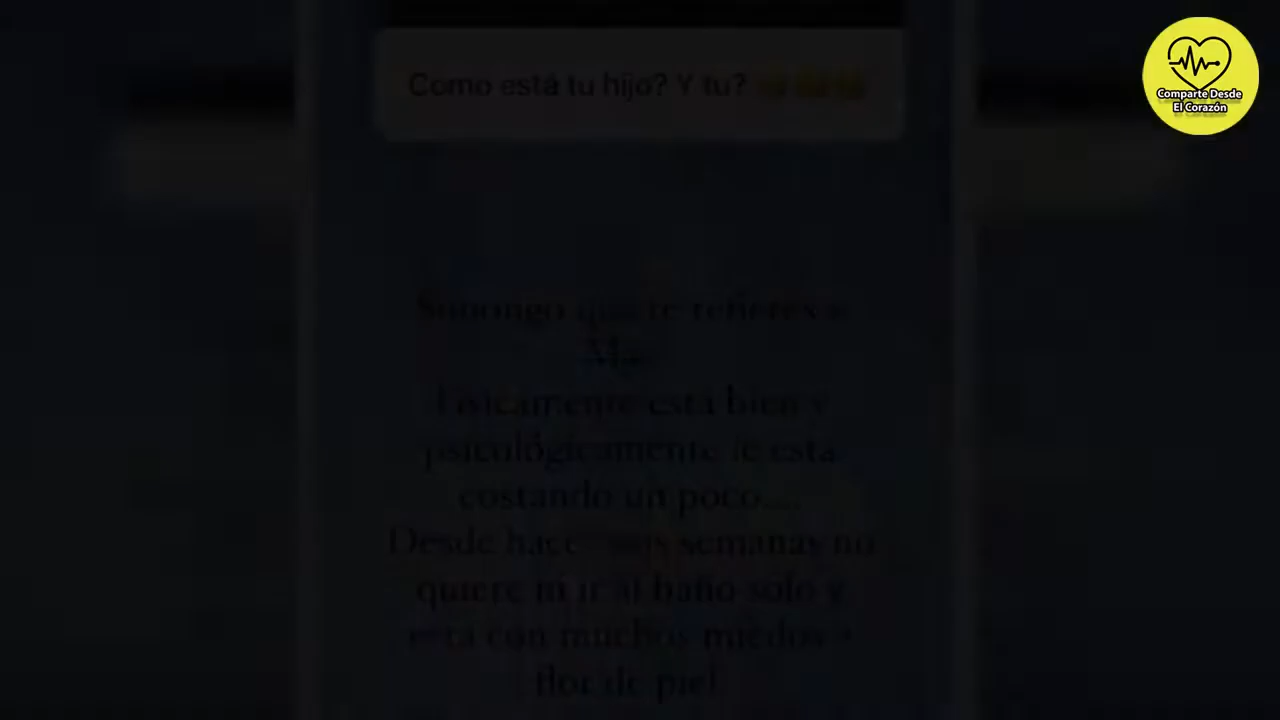 Como está tu hijo? Y tu?
Comparte Desde
El Corazón
Supongo que te refieres a
Físicamente está bien y
psicológicamente le está
costando un poco....
Desde hace semanas no
quiere ni ir al baño solo y
está con muchos miedos a
flor de piel